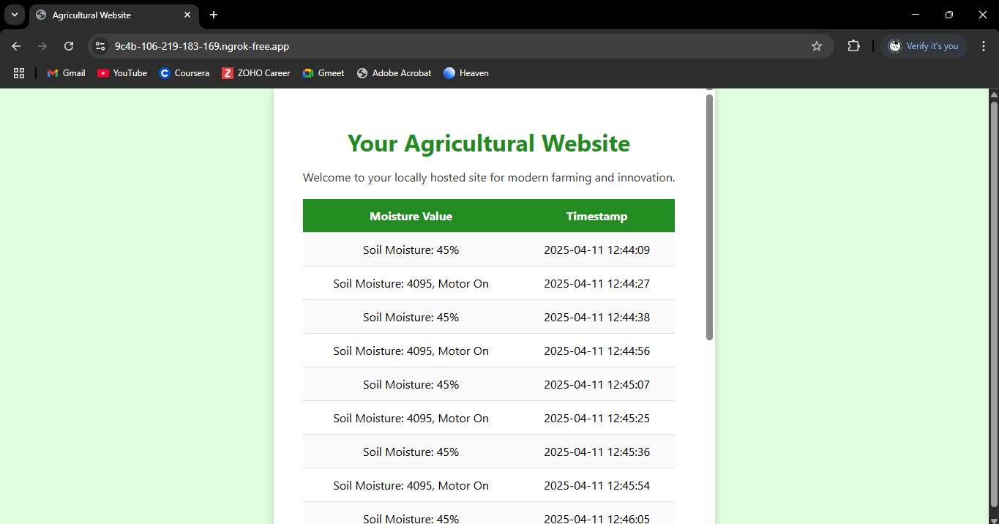 Agricultural Website
9c4b-106-219-183-169.ngrok-free.app
Verify it's you
Gmail YouTube Coursera ZOHO Career Gmeet Adobe Acrobat Heaven
Your Agricultural Website
Welcome to your locally hosted site for modern farming and innovation.
Moisture Value Timestamp
Soil Moisture: 45% 2025-04-11 12:44:09
Soil Moisture: 4095, Motor On 2025-04-11 12:44:27
Soil Moisture: 45% 2025-04-11 12:44:38
Soil Moisture: 4095, Motor On 2025-04-11 12:44:56
Soil Moisture: 45% 2025-04-11 12:45:07
Soil Moisture: 4095, Motor On 2025-04-11 12:45:25
Soil Moisture: 45% 2025-04-11 12:45:36
Soil Moisture: 4095, Motor On 2025-04-11 12:45:54
Soil Moisture: 45% 2025-04-11 12:46:05